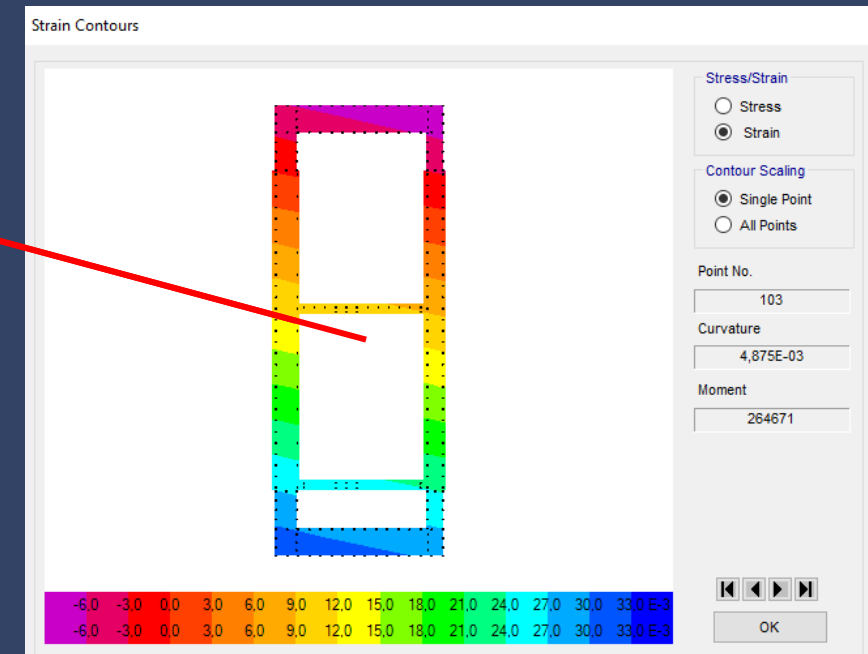 Strain Contours
Stress/Strain
Stress
Strain
Contour Scaling
Single Point
All Points
Point No.
103
Curvature
4,875E-03
Moment
264671
-6,0 -3,0 0,0 3,0 6,0 9,0 12,0 15,0 18,0 21,0 24,0 27,0 30,0 33,0 E-3
-6,0 -3,0 0,0 3,0 6,0 9,0 12,0 15,0 18,0 21,0 24,0 27,0 30,0 33,0 E-3
OK